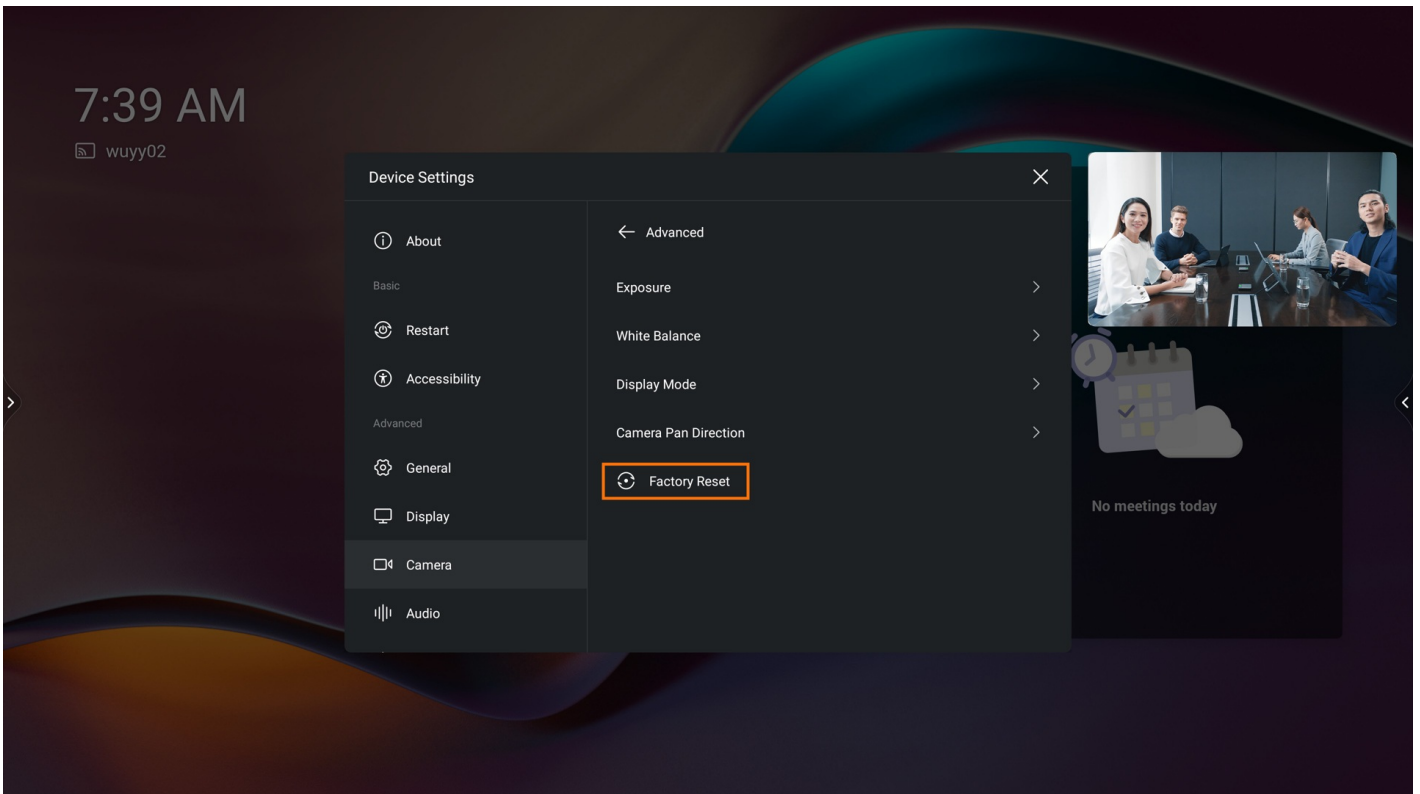 7:39 AM
wuyy02
Device Settings
About
Basic
Restart
Accessibility
Advanced
General
Display
Camera
Audio
Advanced
Exposure
White Balance
Display Mode
Camera Pan Direction
Factory Reset
No meetings today